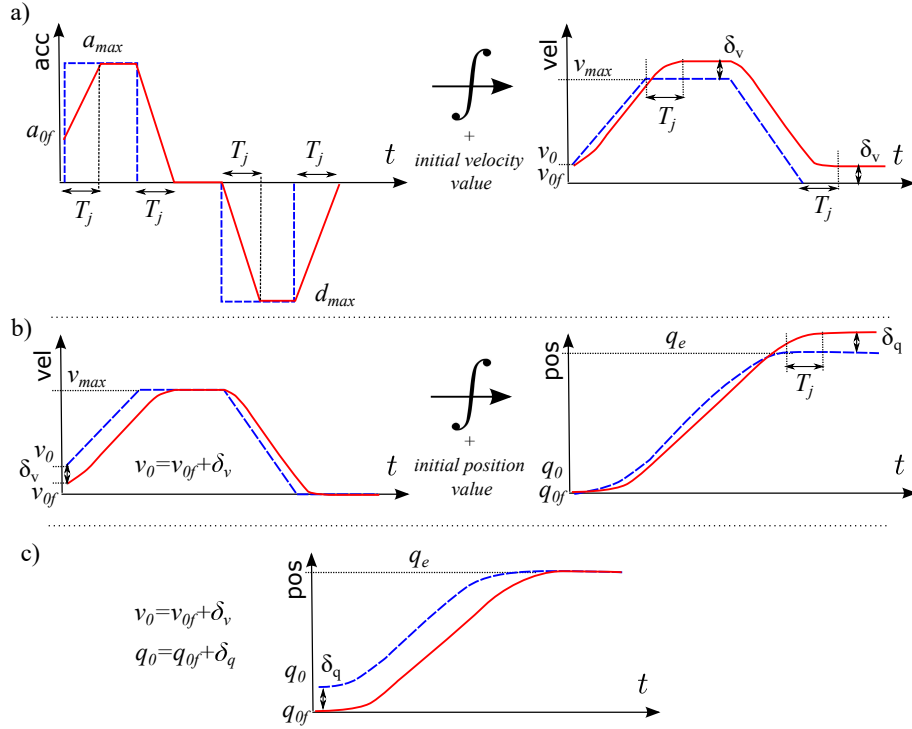 a)
acc
a_max
a_0f
T_j
T_j
T_j
T_j
t
d_max
∫
+
initial velocity
value
vel
v_max
δ_v
T_j
v_0
v_0f
t
δ_v
T_j
b)
vel
v_max
v_0
δ_v
v_0f
v_0=v_0f+δ_v
t
∫
+
initial position
value
pos
q_e
δ_q
T_j
q_0
q_0f
t
c)
v_0=v_0f+δ_v
q_0=q_0f+δ_q
pos
q_e
q_0
δ_q
q_0f
t